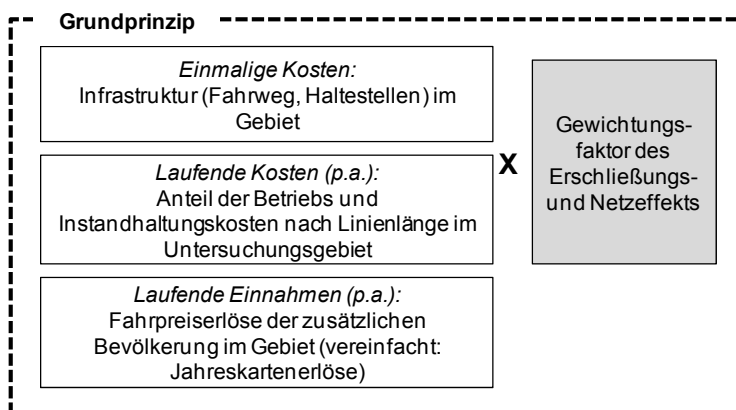 Grundprinzip
Einmalige Kosten:
Infrastruktur (Fahrweg, Haltestellen) im
Gebiet
Laufende Kosten (p.a.):
Anteil der Betriebs und
Instandhaltungskosten nach Linienlänge im
Untersuchungsgebiet
Laufende Einnahmen (p.a.):
Fahrpreiserlöse der zusätzlichen
Bevölkerung im Gebiet (vereinfacht:
Jahreskartenerlöse)
X
Gewichtungs-
faktor des
Erschließungs-
und Netzeffekts